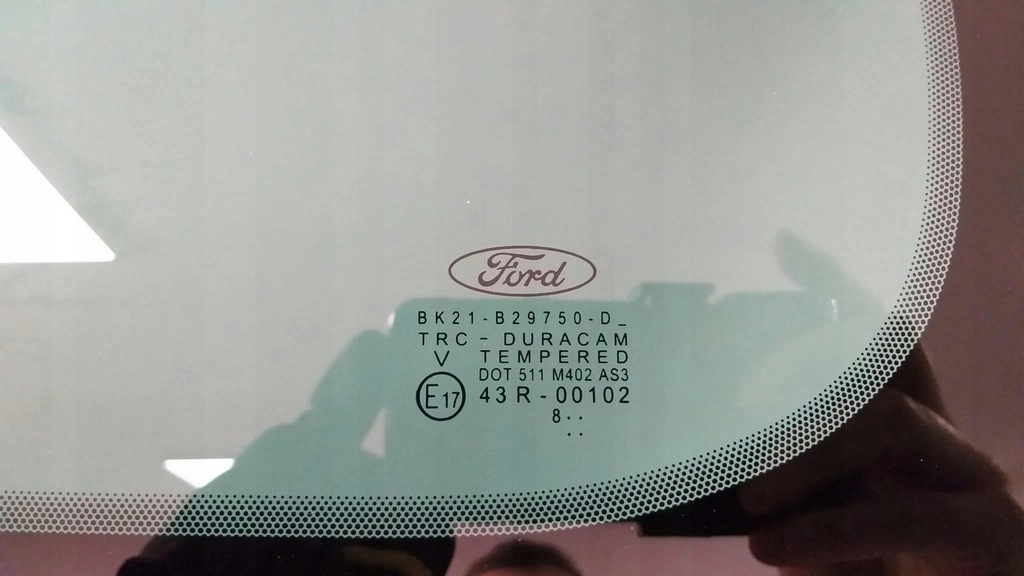 Ford
BK21-B29750-D_
TRC - DURACAM
V TEMPERED
DOT 511 M402 AS3
E17 43R-00102
8..
..